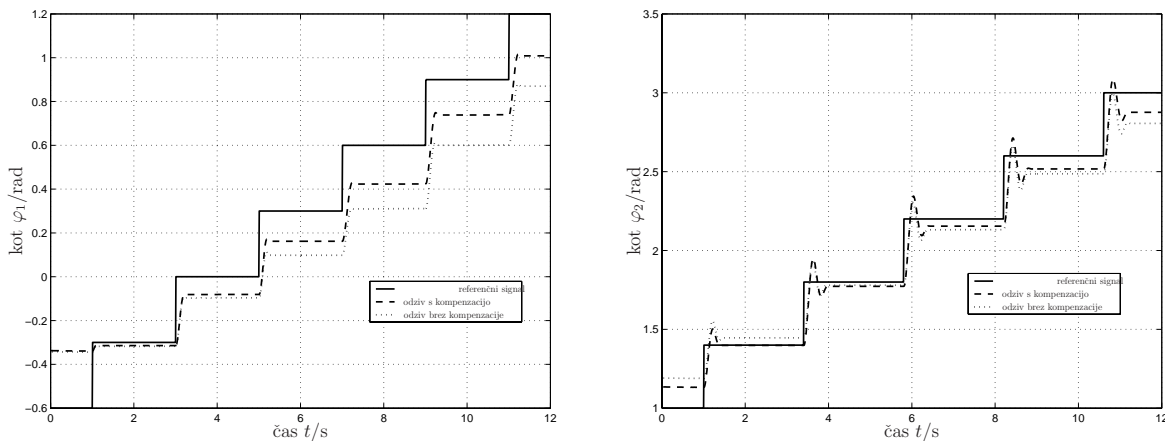 1.2
1
0.8
0.6
0.4
0.2
0
-0.2
-0.4
-0.6
0 2 4 6 8 10 12
kot φ₁/rad
čas t/s
referenčni signal
odziv s kompenzacijo
odziv brez kompenzacije
3.5
3
2.5
2
1.5
1
0 2 4 6 8 10 12
kot φ₂/rad
čas t/s
referenčni signal
odziv s kompenzacijo
odziv brez kompenzacije